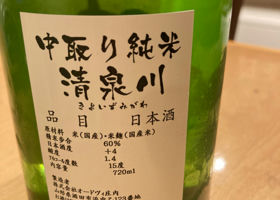 中取り純米
清泉川
きよいずみがわ
品目 日本酒
原材料 米(国産)・米麹(国産米)
精米歩合 60%
日本酒度 +4
酸度 1.4
アルコール度数 15度
内容量 720ml
製造者
株式会社オードヴィ庄内